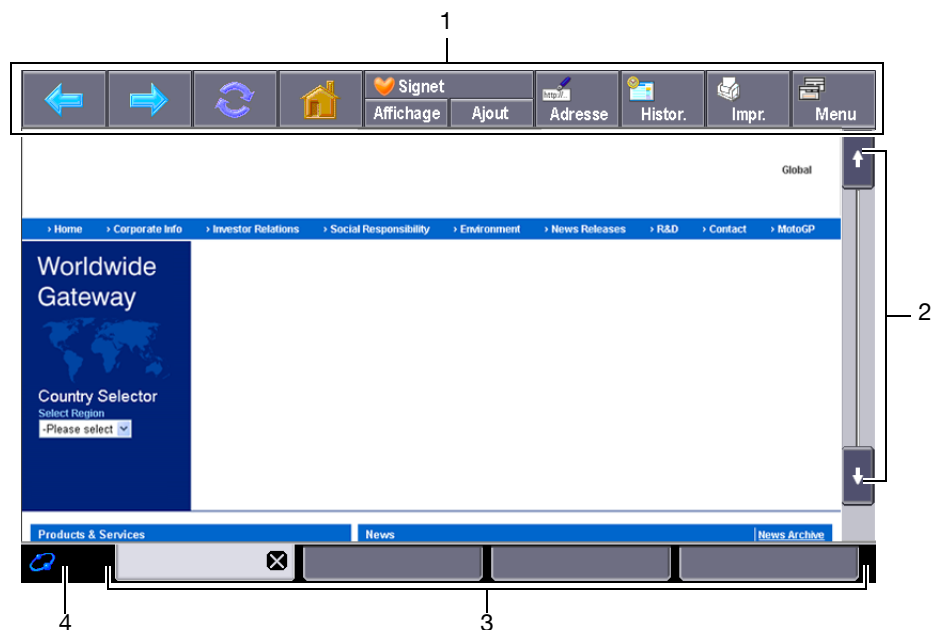 1
Signet
Affichage Ajout http://.. Adresse Histor. Impr. Menu
Global
› Home › Corporate Info › Investor Relations › Social Responsibility › Environment › News Releases › R&D › Contact › MotoGP
Worldwide
Gateway
2
Country Selector
Select Region
-Please select
Products & Services News News Archive
4 3